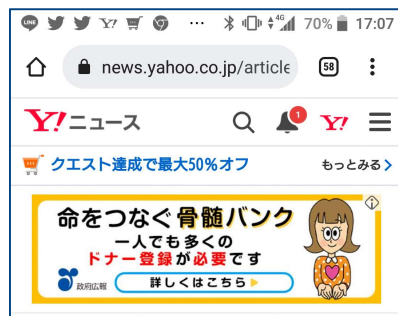 LINE Y! … 4G 70% 17:07
news.yahoo.co.jp/article 58
Y!ニュース 1 Y!
クエスト達成で最大50%オフ もっとみる
命をつなぐ骨髄バンク
一人でも多くの
ドナー登録が必要です
政府広報 詳しくはこちら